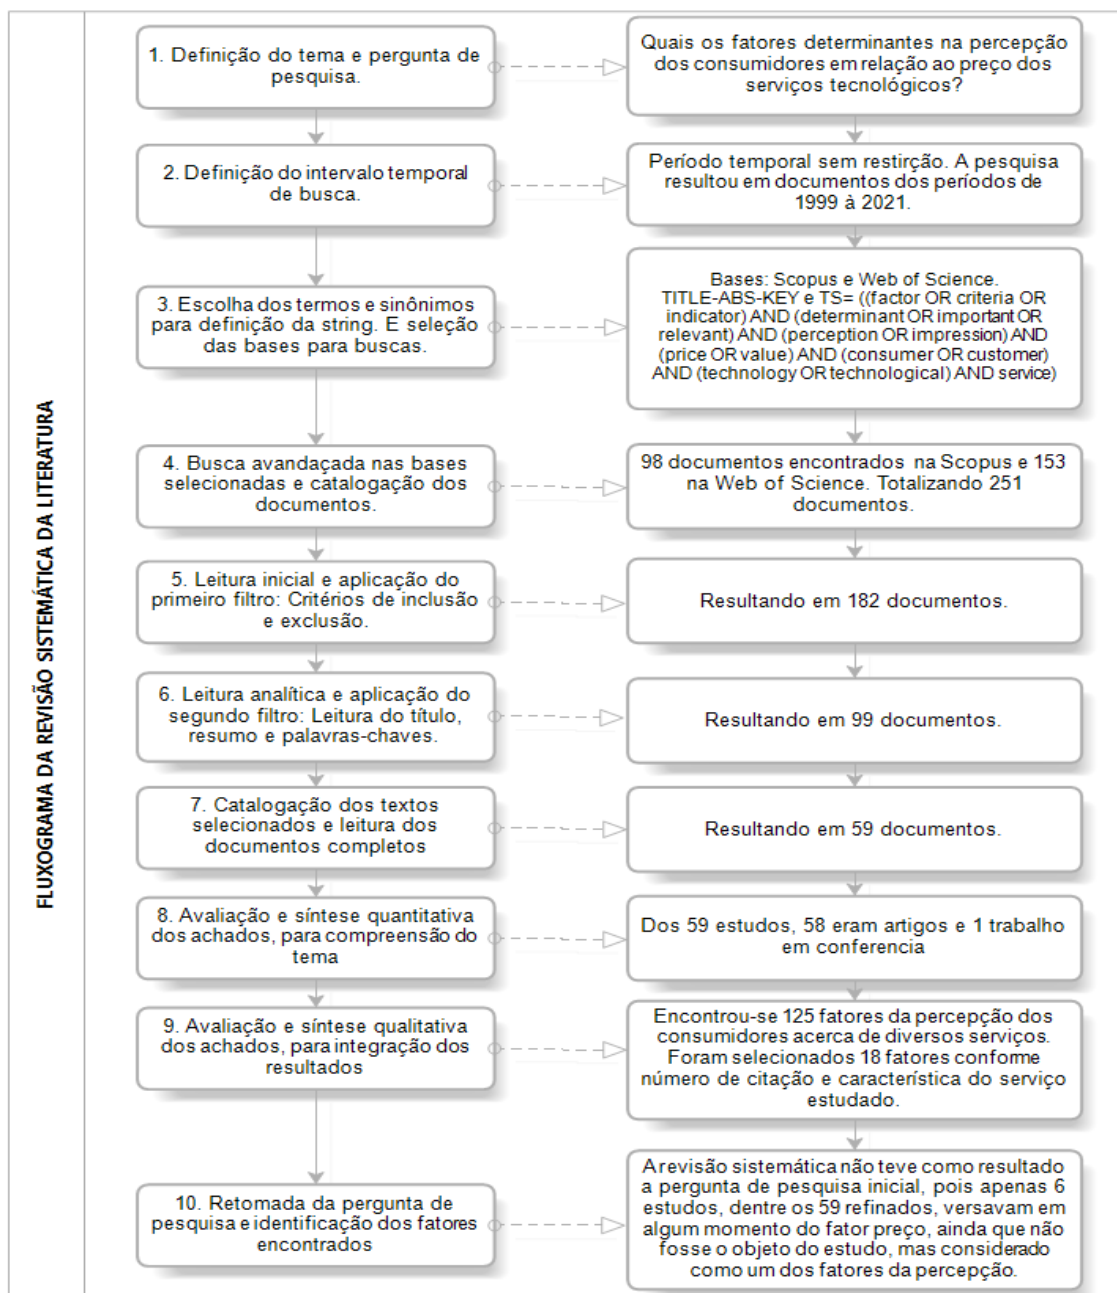 FLUXOGRAMA DA REVISÃO SISTEMÁTICA DA LITERATURA
1. Definição do tema e pergunta de
pesquisa.
Quais os fatores determinantes na percepção
dos consumidores em relação ao preço dos
serviços tecnológicos?
2. Definição do intervalo temporal
de busca.
Período temporal sem restirção. A pesquisa
resultou em documentos dos períodos de
1999 à 2021.
3. Escolha dos termos e sinônimos
para definição da string. E seleção
das bases para buscas.
Bases: Scopus e Web of Science.
TITLE-ABS-KEY e TS= ((factor OR criteria OR
indicator) AND (determinant OR important OR
relevant) AND (perception OR impression) AND
(price OR value) AND (consumer OR customer)
AND (technology OR technological) AND service)
4. Busca avandaçada nas bases
selecionadas e catalogação dos
documentos.
98 documentos encontrados na Scopus e 153
na Web of Science. Totalizando 251
documentos.
5. Leitura inicial e aplicação do
primeiro filtro: Critérios de inclusão
e exclusão.
Resultando em 182 documentos.
6. Leitura analítica e aplicação do
segundo filtro: Leitura do título,
resumo e palavras-chaves.
Resultando em 99 documentos.
7. Catalogação dos textos
selecionados e leitura dos
documentos completos
Resultando em 59 documentos.
8. Avaliação e síntese quantitativa
dos achados, para compreensão do
tema
Dos 59 estudos, 58 eram artigos e 1 trabalho
em conferencia
9. Avaliação e síntese qualitativa
dos achados, para integração dos
resultados
Encontrou-se 125 fatores da percepção dos
consumidores acerca de diversos serviços.
Foram selecionados 18 fatores conforme
número de citação e característica do serviço
estudado.
10. Retomada da pergunta de
pesquisa e identificação dos fatores
encontrados
A revisão sistemática não teve como resultado
a pergunta de pesquisa inicial, pois apenas 6
estudos, dentre os 59 refinados, versavam em
algum momento do fator preço, ainda que não
fosse o objeto do estudo, mas considerado
como um dos fatores da percepção.